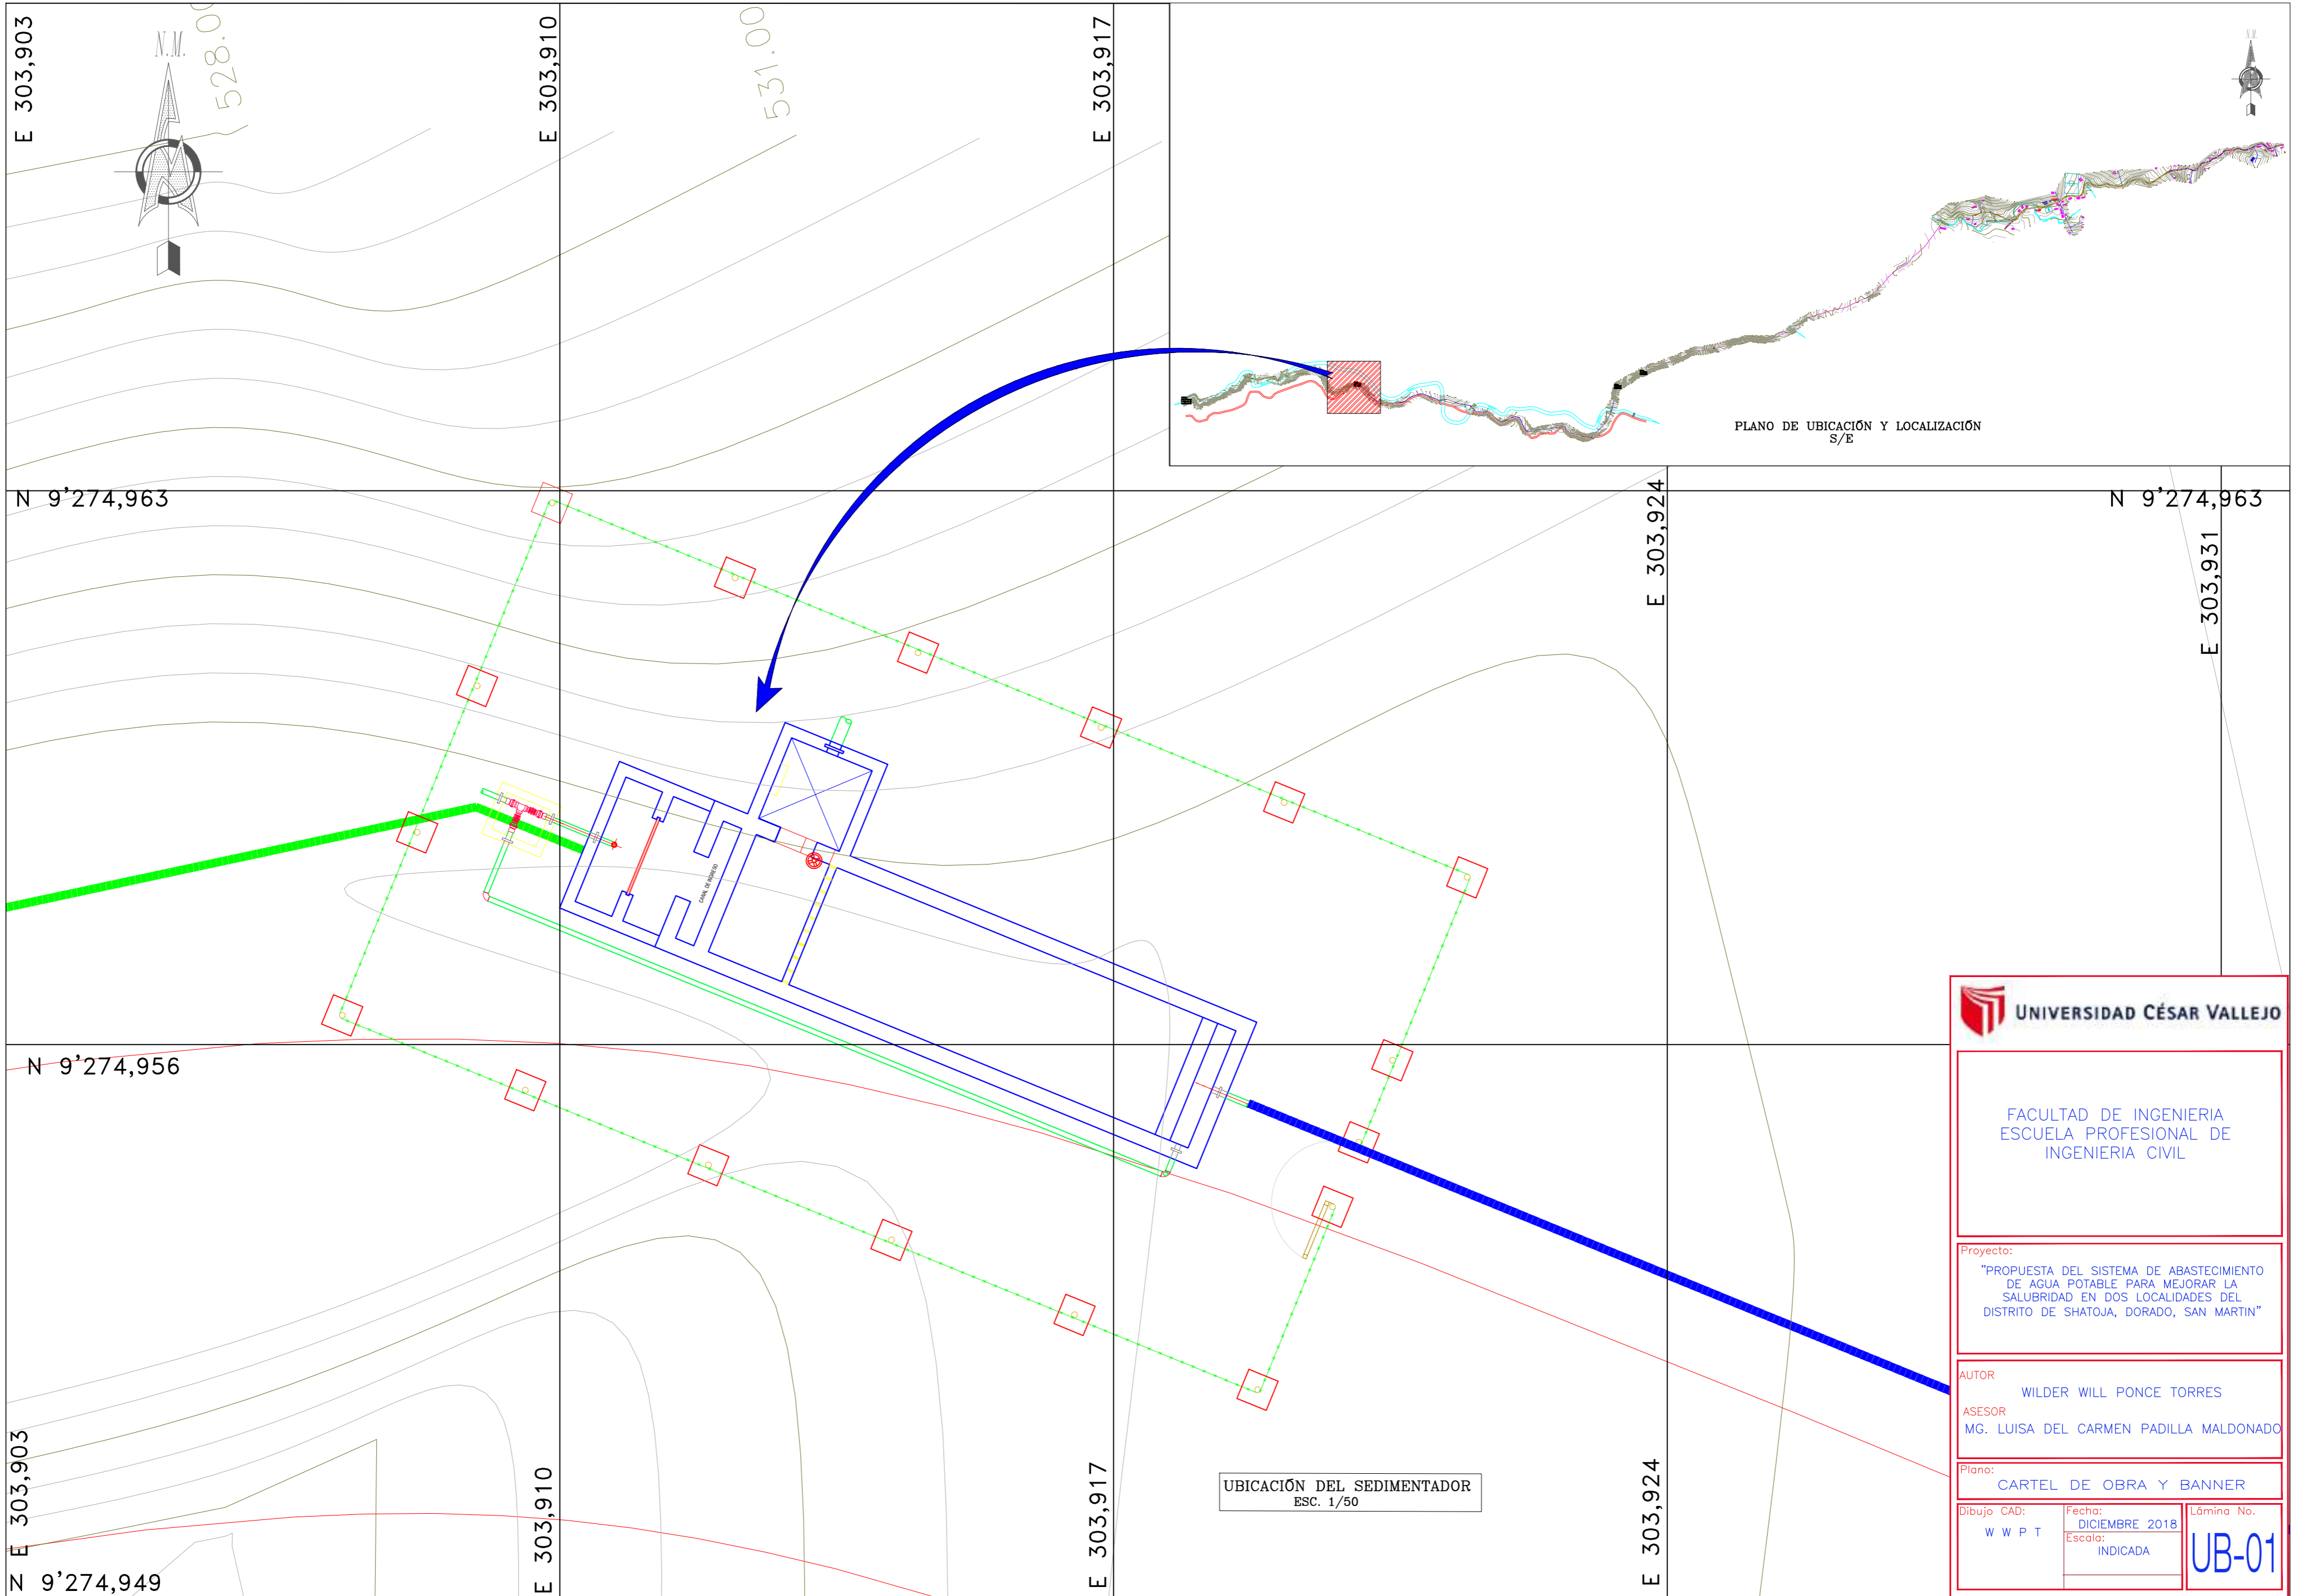 E 303,903
N.M.
528.00
E 303,910
531.00
E 303,917
N.M.
PLANO DE UBICACIÓN Y LOCALIZACIÓN
S/E
N 9'274,963
E 303,924
N 9'274,963
E 303,931
CANAL DE INGRESO
N 9'274,956
UNIVERSIDAD CÉSAR VALLEJO
FACULTAD DE INGENIERIA
ESCUELA PROFESIONAL DE
INGENIERIA CIVIL
Proyecto:
"PROPUESTA DEL SISTEMA DE ABASTECIMIENTO
DE AGUA POTABLE PARA MEJORAR LA
SALUBRIDAD EN DOS LOCALIDADES DEL
DISTRITO DE SHATOJA, DORADO, SAN MARTIN"
AUTOR
WILDER WILL PONCE TORRES
ASESOR
MG. LUISA DEL CARMEN PADILLA MALDONADO
Plano:
CARTEL DE OBRA Y BANNER
Dibujo CAD:
W W P T
Fecha:
DICIEMBRE 2018
Escala:
INDICADA
Lámina No.
UB-01
UBICACIÓN DEL SEDIMENTADOR
ESC. 1/50
E 303,903
E 303,910
E 303,917
E 303,924
N 9'274,949